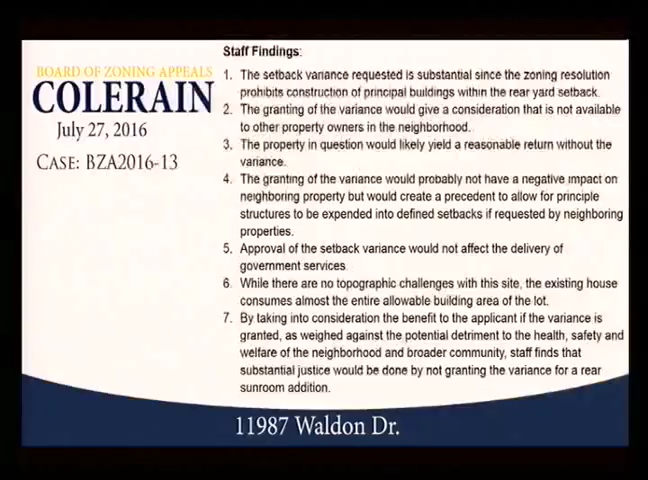 BOARD OF ZONING APPEALS
COLERAIN
July 27, 2016
CASE: BZA2016-13
Staff Findings:
1. The setback variance requested is substantial since the zoning resolution
prohibits construction of principal buildings within the rear yard setback.
2. The granting of the variance would give a consideration that is not available
to other property owners in the neighborhood.
3. The property in question would likely yield a reasonable return without the
variance.
4. The granting of the variance would probably not have a negative impact on
neighboring property but would create a precedent to allow for principle
structures to be expended into defined setbacks if requested by neighboring
properties.
5. Approval of the setback variance would not affect the delivery of
government services
6. While there are no topographic challenges with this site, the existing house
consumes almost the entire allowable building area of the lot.
7. By taking into consideration the benefit to the applicant if the variance is
granted, as weighed against the potential detriment to the health, safety and
welfare of the neighborhood and broader community, staff finds that
substantial justice would be done by not granting the variance for a rear
sunroom addition.
11987 Waldon Dr.